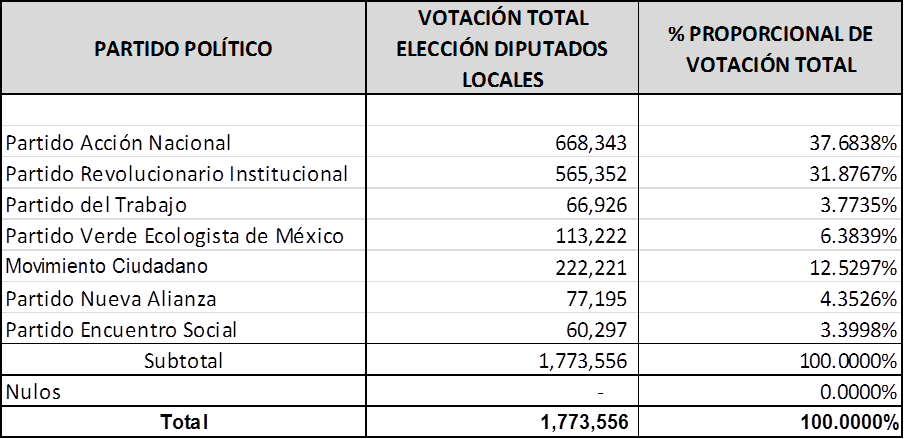 PARTIDO POLÍTICO VOTACIÓN TOTAL ELECCIÓN DIPUTADOS LOCALES % PROPORCIONAL DE VOTACIÓN TOTAL
Partido Acción Nacional 668,343 37.6838%
Partido Revolucionario Institucional 565,352 31.8767%
Partido del Trabajo 66,926 3.7735%
Partido Verde Ecologista de México 113,222 6.3839%
Movimiento Ciudadano 222,221 12.5297%
Partido Nueva Alianza 77,195 4.3526%
Partido Encuentro Social 60,297 3.3998%
Subtotal 1,773,556 100.0000%
Nulos - 0.0000%
Total 1,773,556 100.0000%